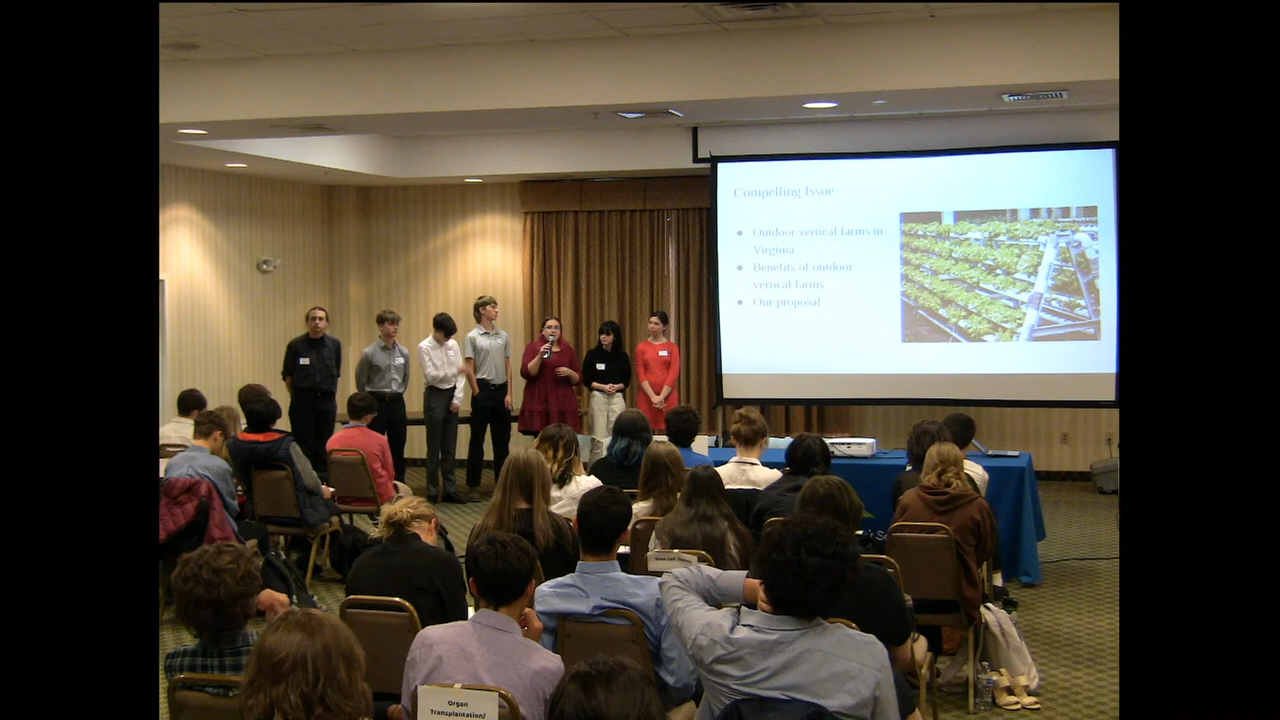 Compelling Issue
Outdoor vertical farms in
Virginia
Benefits of outdoor
vertical farms
Our proposal
Organ
Transplantation/